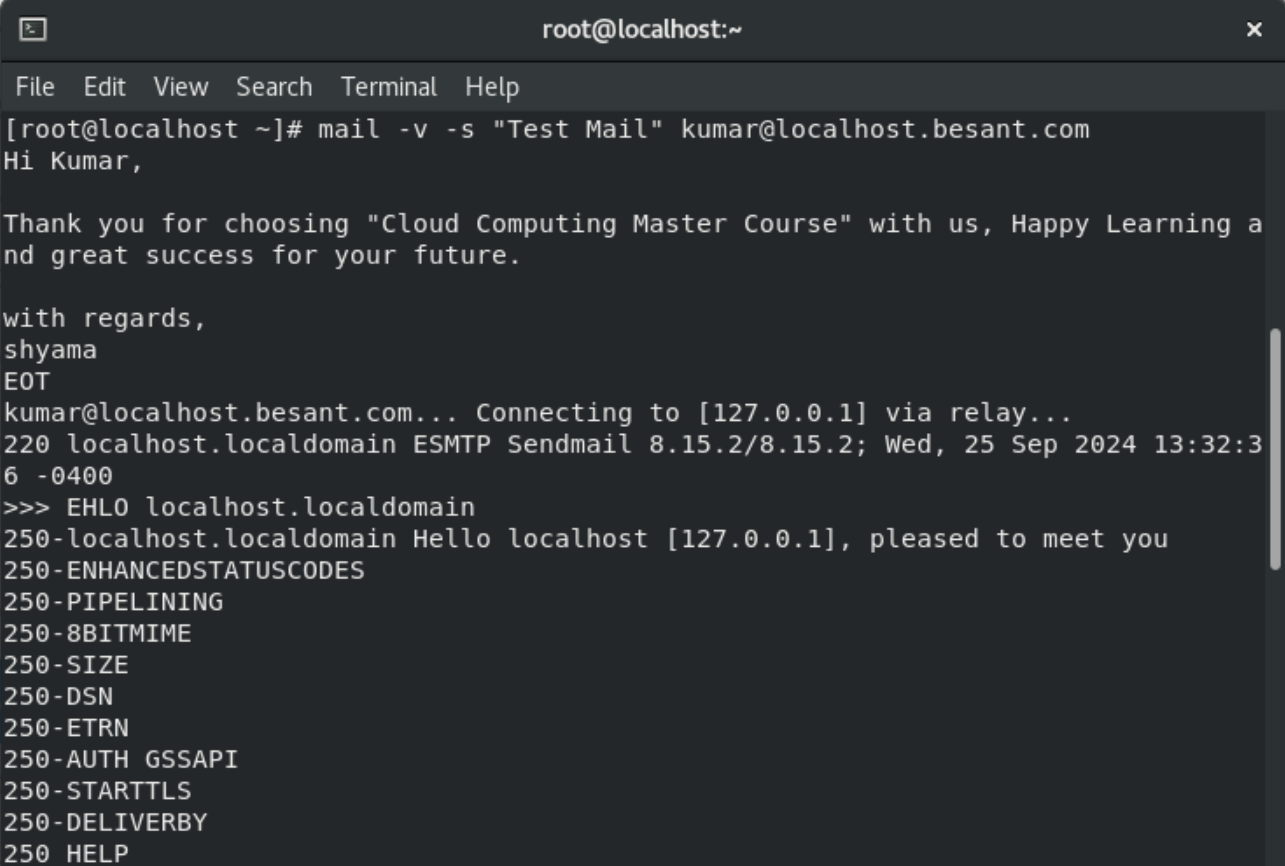 root@localhost:~
File Edit View Search Terminal Help
[root@localhost ~]# mail -v -s "Test Mail" kumar@localhost.besant.com
Hi Kumar,

Thank you for choosing "Cloud Computing Master Course" with us, Happy Learning a
nd great success for your future.

with regards,
shyama
EOT
kumar@localhost.besant.com... Connecting to [127.0.0.1] via relay...
220 localhost.localdomain ESMTP Sendmail 8.15.2/8.15.2; Wed, 25 Sep 2024 13:32:3
6 -0400
>>> EHLO localhost.localdomain
250-localhost.localdomain Hello localhost [127.0.0.1], pleased to meet you
250-ENHANCEDSTATUSCODES
250-PIPELINING
250-8BITMIME
250-SIZE
250-DSN
250-ETRN
250-AUTH GSSAPI
250-STARTTLS
250-DELIVERBY
250 HELP